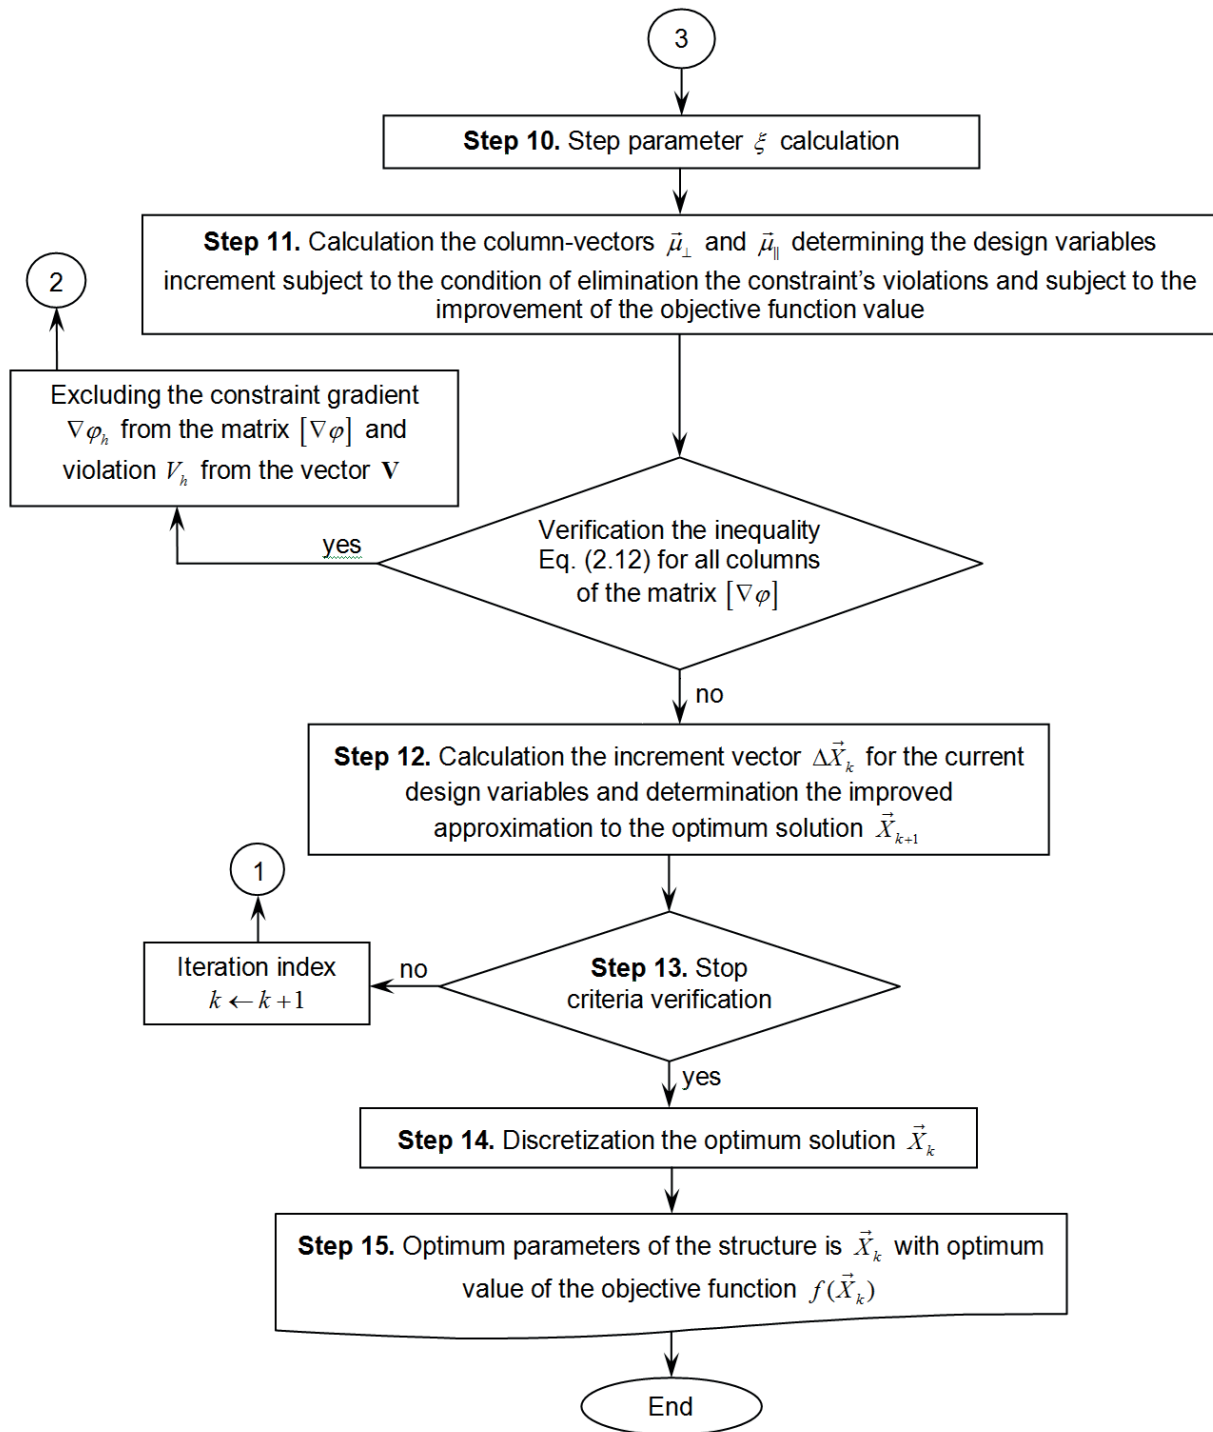 3
Step 10. Step parameter ξ calculation
Step 11. Calculation the column-vectors μ⃗⊥ and μ⃗∥ determining the design variables
increment subject to the condition of elimination the constraint's violations and subject to the
improvement of the objective function value
2
Excluding the constraint gradient
∇φₕ from the matrix [∇φ] and
violation Vₕ from the vector V
yes
Verification the inequality
Eq. (2.12) for all columns
of the matrix [∇φ]
no
Step 12. Calculation the increment vector ΔX⃗ₖ for the current
design variables and determination the improved
approximation to the optimum solution X⃗ₖ₊₁
1
Iteration index
k ← k+1
no
Step 13. Stop
criteria verification
yes
Step 14. Discretization the optimum solution X⃗ₖ
Step 15. Optimum parameters of the structure is X⃗ₖ with optimum
value of the objective function f(X⃗ₖ)
End